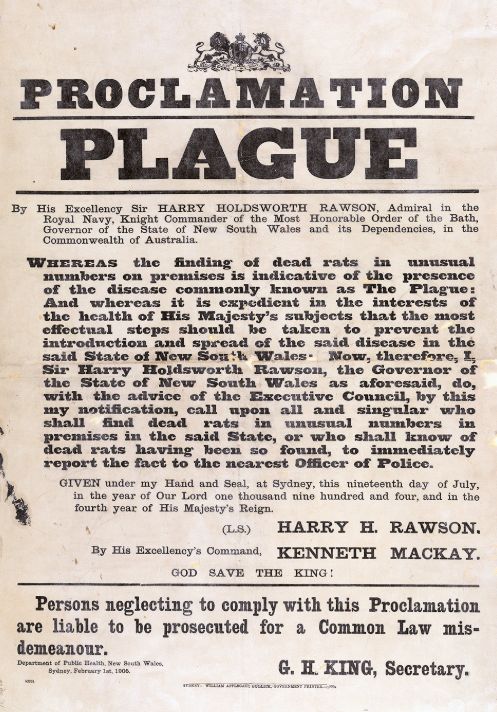 PROCLAMATION
PLAGUE
By His Excellency Sir HARRY HOLDSWORTH RAWSON, Admiral in the
Royal Navy, Knight Commander of the Most Honorable Order of the Bath,
Governor of the State of New South Wales and its Dependencies, in the
Commonwealth of Australia.
WHEREAS the finding of dead rats in unusual
numbers on premises is indicative of the presence
of the disease commonly known as The Plague:
And whereas it is expedient in the interests of
the health of His Majesty's subjects that the most
effectual steps should be taken to prevent the
introduction and spread of the said disease in the
said State of New South Wales: Now, therefore, I,
Sir Harry Holdsworth Rawson, the Governor of
the State of New South Wales as aforesaid, do,
with the advice of the Executive Council, by this
my notification, call upon all and singular who
shall find dead rats in unusual numbers in
premises in the said State, or who shall know of
dead rats having been so found, to immediately
report the fact to the nearest Officer of Police.
GIVEN under my Hand and Seal, at Sydney, this nineteenth day of July,
in the year of Our Lord one thousand nine hundred and four, and in the
fourth year of His Majesty's Reign.
(L.S.) HARRY H. RAWSON.
By His Excellency's Command, KENNETH MACKAY.
GOD SAVE THE KING!
Persons neglecting to comply with this Proclamation
are liable to be prosecuted for a Common Law mis-
demeanour.
Department of Public Health, New South Wales,
Sydney, February 1st, 1905.
G. H. KING, Secretary.
SYDNEY: WILLIAM APPLEGATE GULLICK, GOVERNMENT PRINTER.